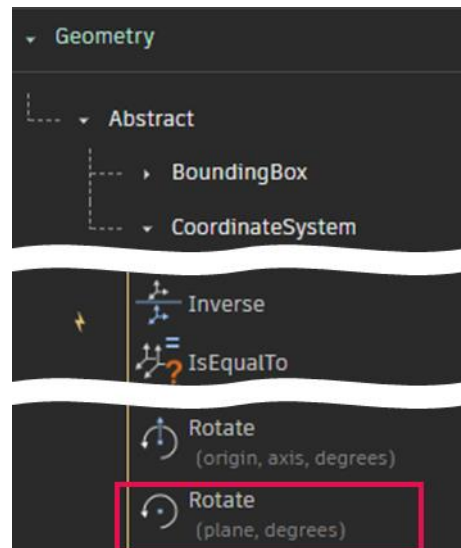 Geometry
Abstract
BoundingBox
CoordinateSystem
Inverse
IsEqualTo
Rotate
(origin, axis, degrees)
Rotate
(plane, degrees)